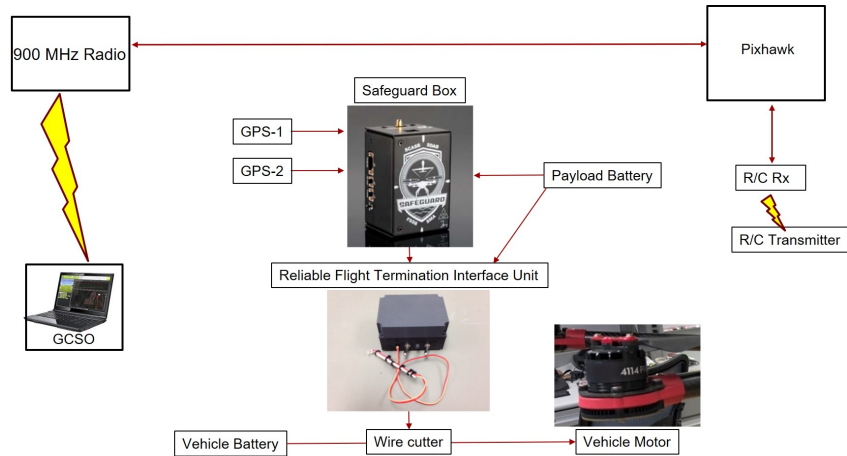 900 MHz Radio
Pixhawk
Safeguard Box
GPS-1
GPS-2
SAFEGUARD
Payload Battery
R/C Rx
R/C Transmitter
Reliable Flight Termination Interface Unit
GCSO
4114
Vehicle Battery
Wire cutter
Vehicle Motor